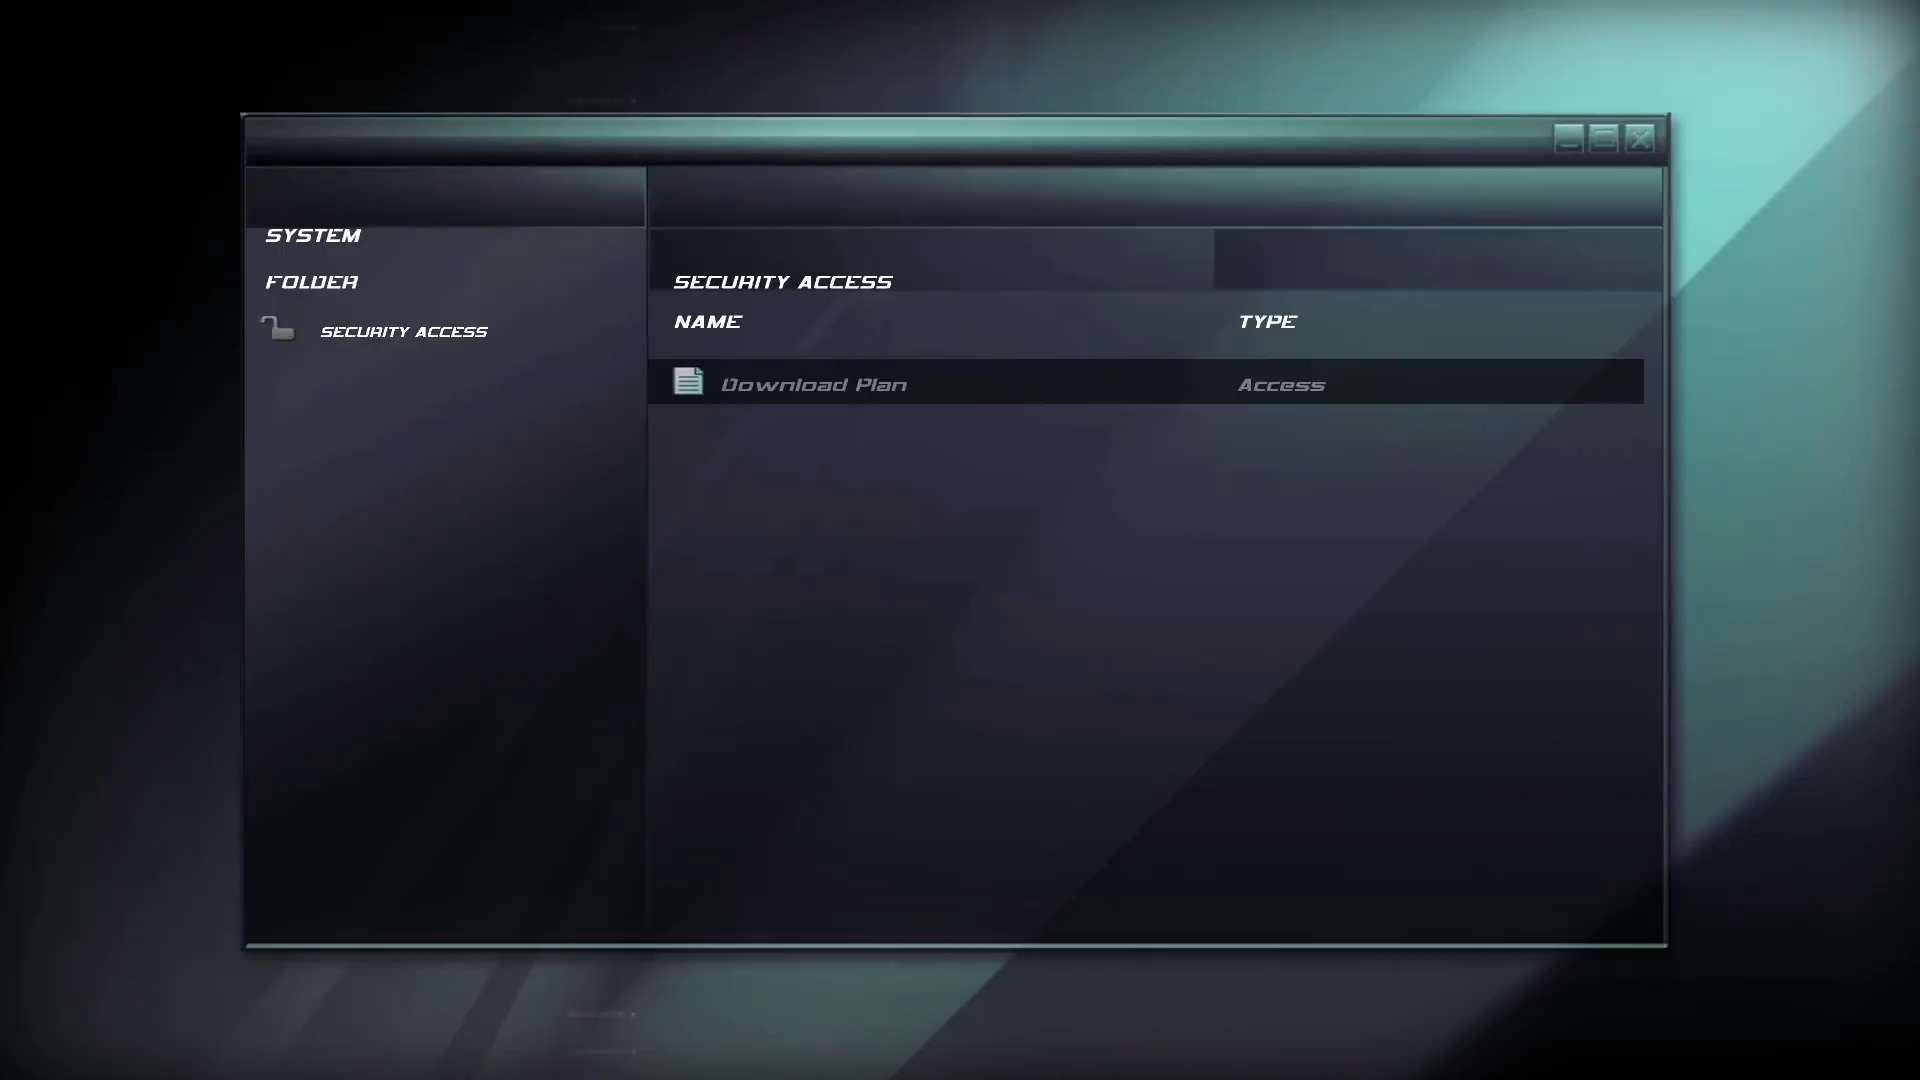 SYSTEM
FOLDER
SECURITY ACCESS
SECURITY ACCESS
NAME TYPE
Download Plan Access